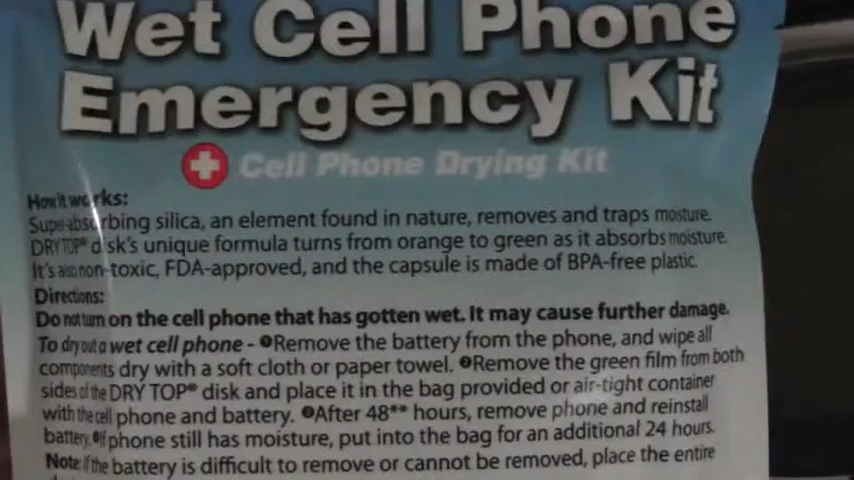 Wet Cell Phone
Emergency Kit
Cell Phone Drying Kit
How it works:
Super-absorbing silica, an element found in nature, removes and traps moisture.
DRY TOP® disk's unique formula turns from orange to green as it absorbs moisture.
It's also non-toxic, FDA-approved, and the capsule is made of BPA-free plastic.
Directions:
Do not turn on the cell phone that has gotten wet. It may cause further damage.
To dry out a wet cell phone - ❶Remove the battery from the phone, and wipe all
components dry with a soft cloth or paper towel. ❷Remove the green film from both
sides of the DRY TOP® disk and place it in the bag provided or air-tight container
with the cell phone and battery. ❸After 48** hours, remove phone and reinstall
battery. ❹If phone still has moisture, put into the bag for an additional 24 hours.
Note: If the battery is difficult to remove or cannot be removed, place the entire